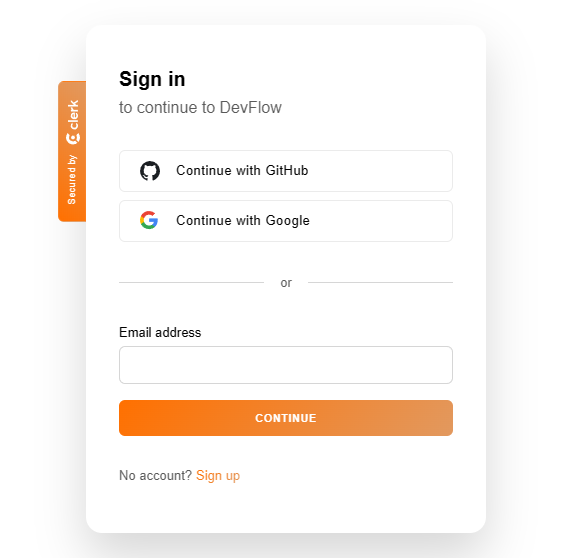 Sign in
to continue to DevFlow
Secured by clerk
Continue with GitHub
Continue with Google
or
Email address
CONTINUE
No account? Sign up